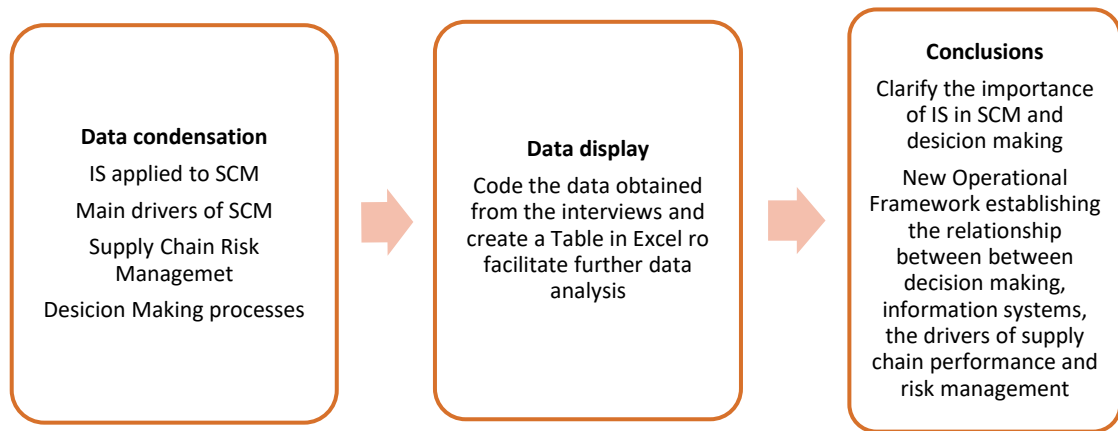 Data condensation
IS applied to SCM
Main drivers of SCM
Supply Chain Risk
Managemet
Desicion Making processes
Data display
Code the data obtained
from the interviews and
create a Table in Excel ro
facilitate further data
analysis
Conclusions
Clarify the importance
of IS in SCM and
desicion making
New Operational
Framework establishing
the relationship
between between
decision making,
information systems,
the drivers of supply
chain performance and
risk management